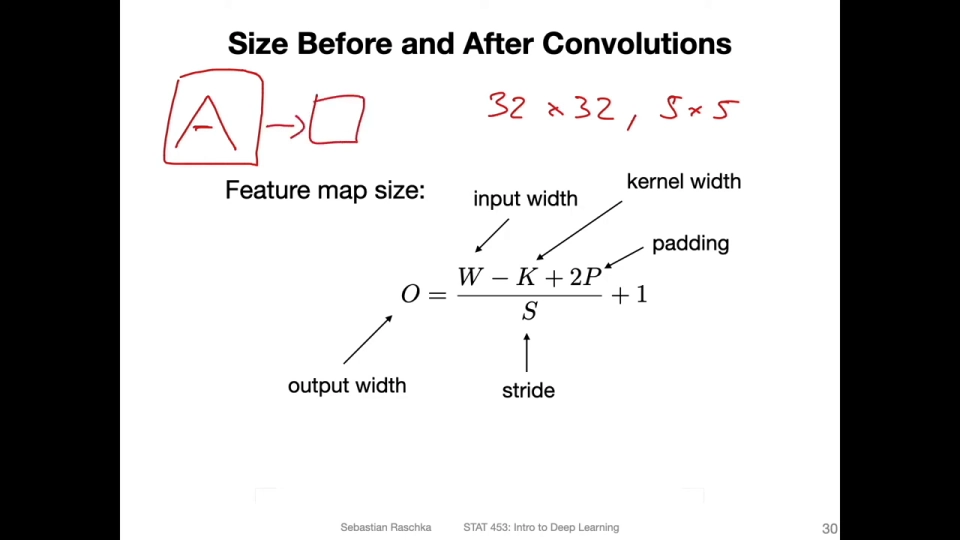 Size Before and After Convolutions
A
32 × 32, 5 × 5
Feature map size:
input width
kernel width
padding
O = \frac{W - K + 2P}{S} + 1
output width
stride
Sebastian Raschka STAT 453: Intro to Deep Learning 30